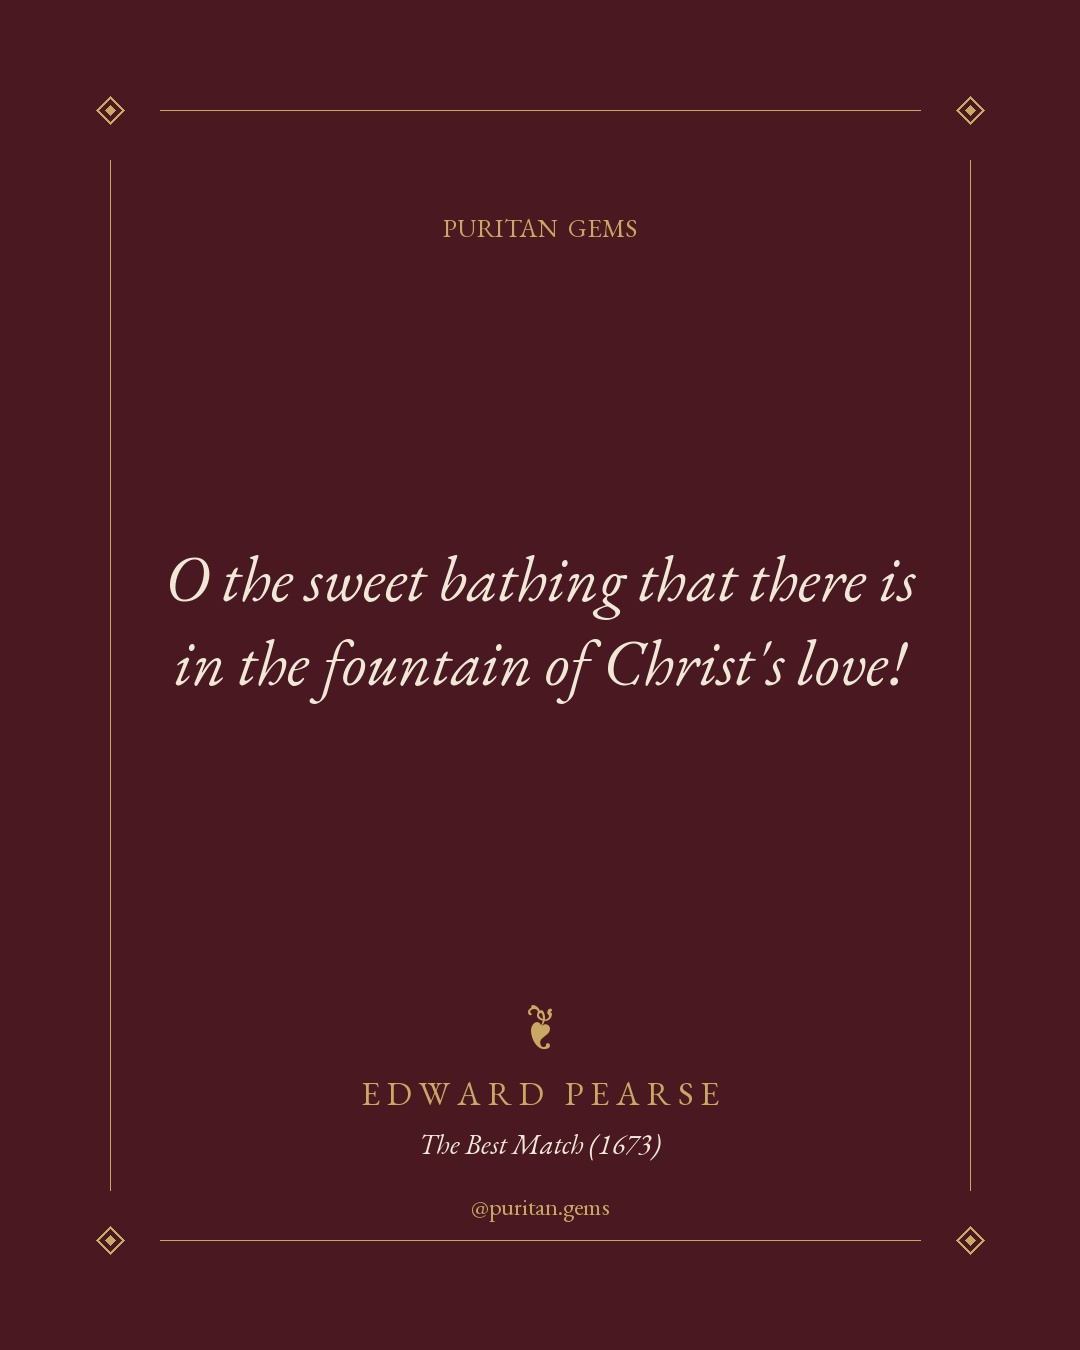 PURITAN GEMS
O the sweet bathing that there is
in the fountain of Christ's love!
EDWARD PEARSE
The Best Match (1673)
@puritan.gems